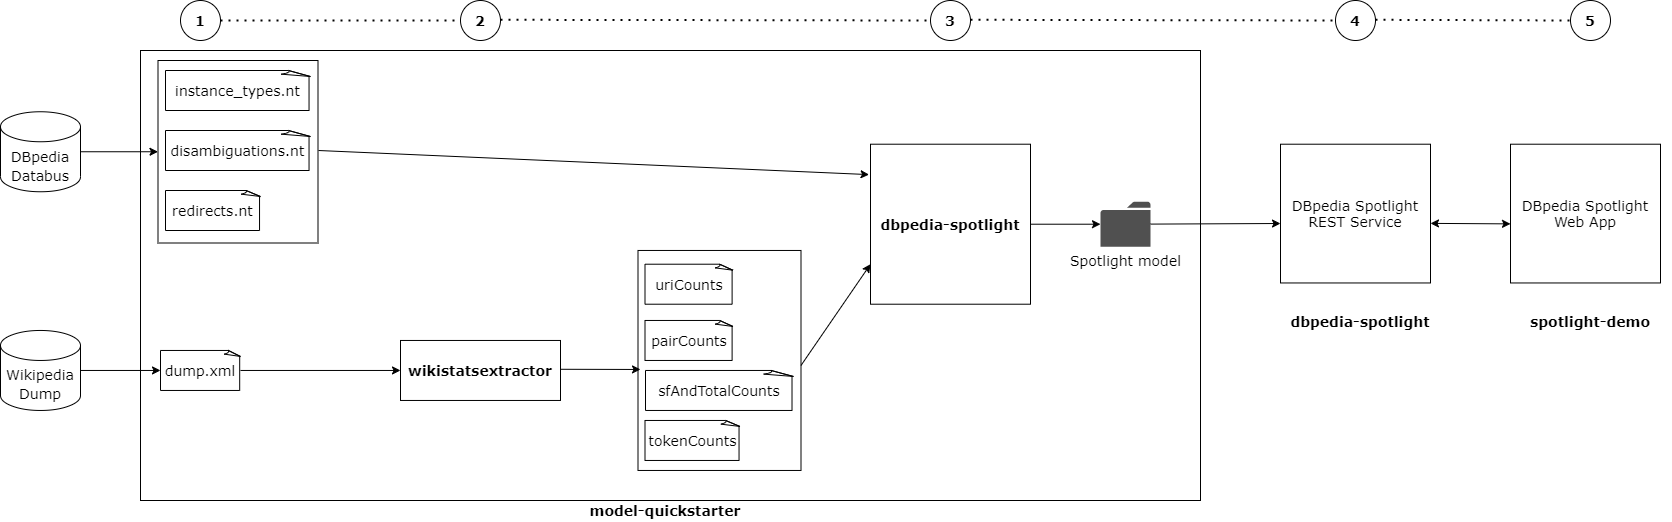 1
2
3
4
5
instance_types.nt
disambiguations.nt
redirects.nt
DBpedia
Databus
Wikipedia
Dump
dump.xml
wikistatsextractor
uriCounts
pairCounts
sfAndTotalCounts
tokenCounts
dbpedia-spotlight
Spotlight model
model-quickstarter
DBpedia Spotlight
REST Service
dbpedia-spotlight
DBpedia Spotlight
Web App
spotlight-demo